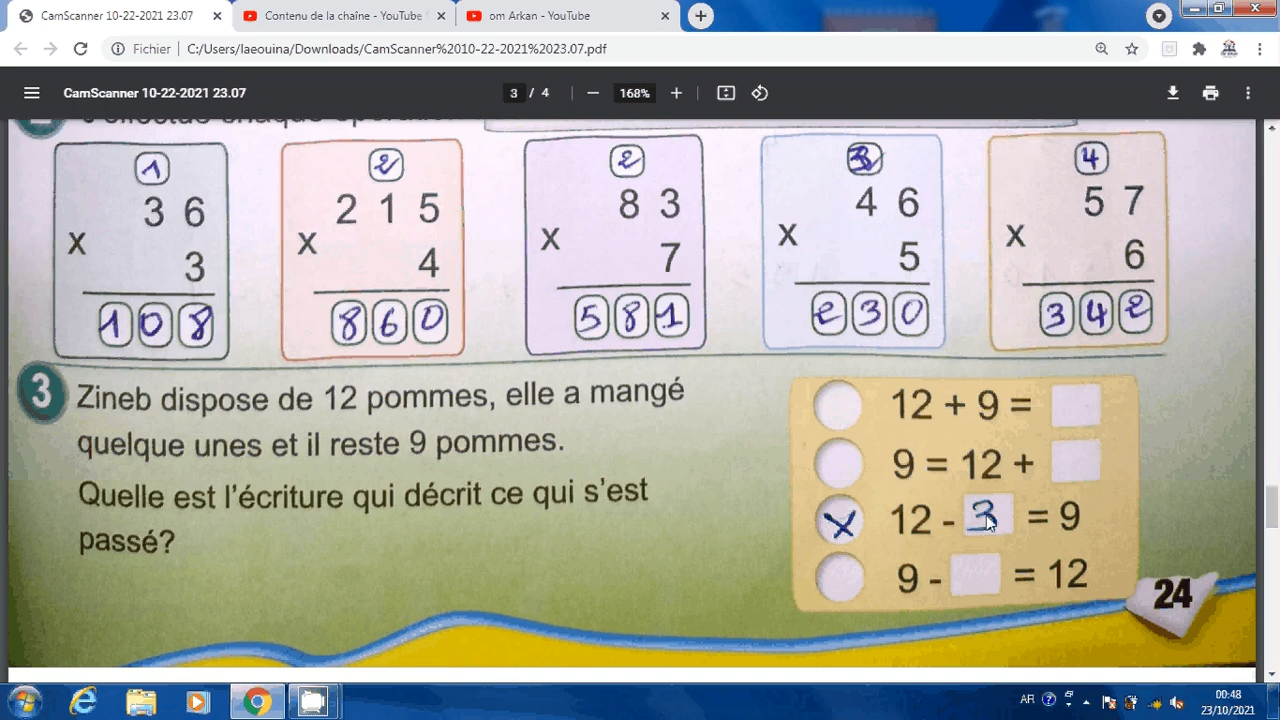 CamScanner 10-22-2021 23.07
Contenu de la chaîne - YouTube
om Arkan - YouTube
Fichier
C:/Users/laeouina/Downloads/CamScanner%2010-22-2021%2023.07.pdf
CamScanner 10-22-2021 23.07
3 / 4
168%
1
3 6
x
3
1 0 8
2
2 1 5
x
4
8 6 0
2
8 3
x
7
5 8 1
3
4 6
x
5
2 3 0
4
5 7
x
6
3 4 2
3
Zineb dispose de 12 pommes, elle a mangé
quelque unes et il reste 9 pommes.
Quelle est l'écriture qui décrit ce qui s'est
passé?
12 + 9 =
9 = 12 +
x 12 - 3 = 9
9 - = 12
24
AR
00:48
23/10/2021